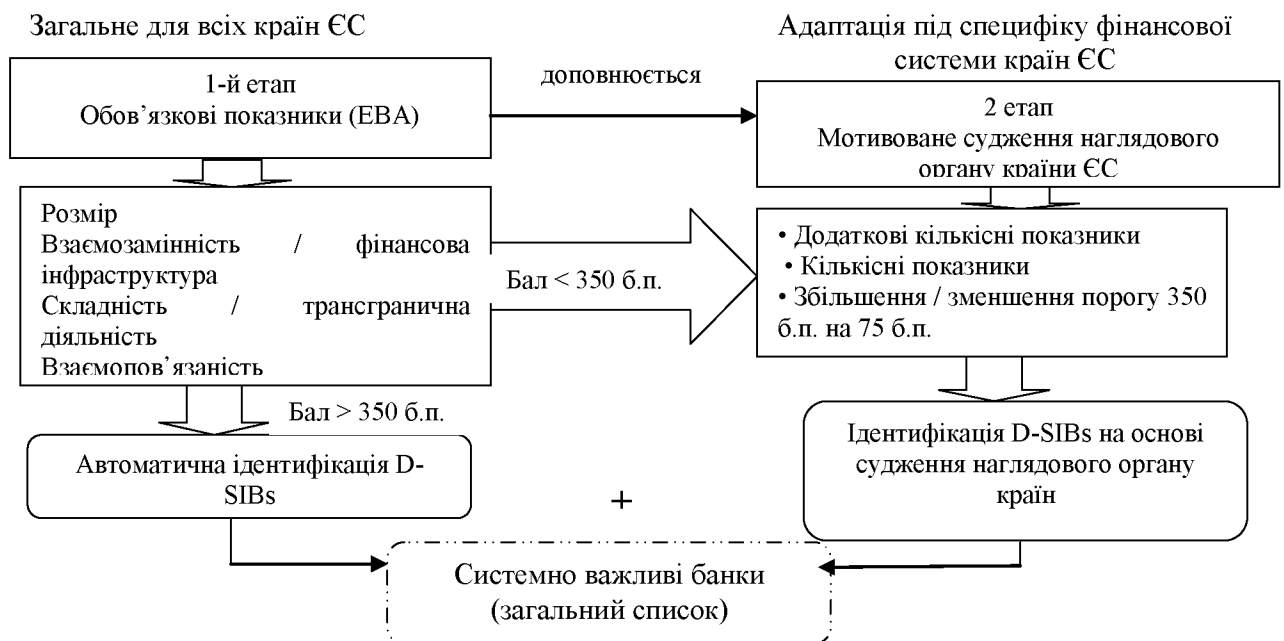 Загальне для всіх країн ЄС
Адаптація під специфіку фінансової
системи країн ЄС
1-й етап
Обов’язкові показники (ЕВА)
доповнюється
2 етап
Мотивоване судження наглядового
органу країни ЄС
Розмір
Взаємозамінність / фінансова
інфраструктура
Складність / трансгранична
діяльність
Взаємопов’язаність
Бал < 350 б.п.
• Додаткові кількісні показники
• Кількісні показники
• Збільшення / зменшення порогу 350
б.п. на 75 б.п.
Бал > 350 б.п.
Автоматична ідентифікація D-
SIBs
+
Ідентифікація D-SIBs на основі
судження наглядового органу
країн
Системно важливі банки
(загальний список)